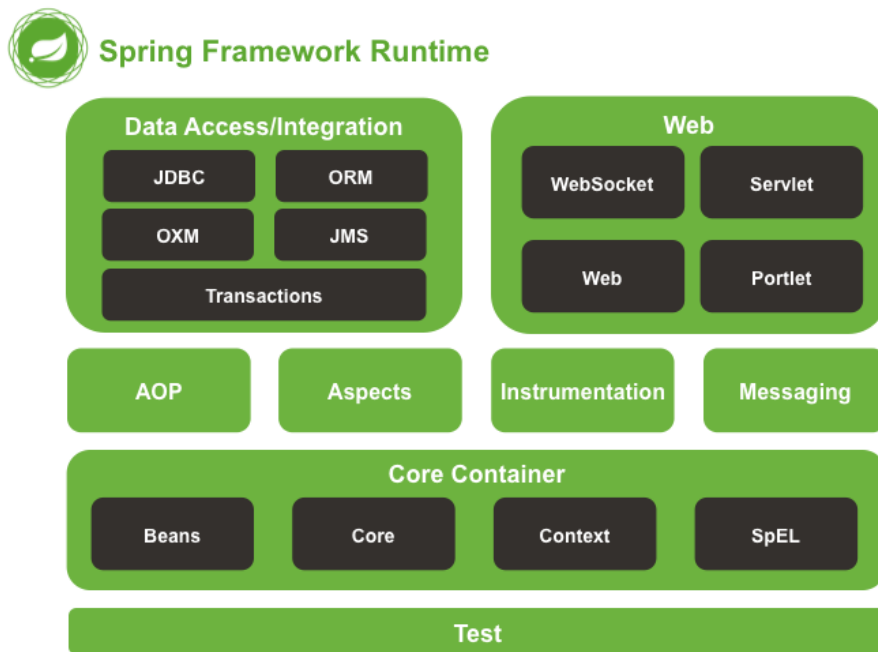 Spring Framework Runtime
Data Access/Integration
JDBC
ORM
OXM
JMS
Transactions
Web
WebSocket
Servlet
Web
Portlet
AOP
Aspects
Instrumentation
Messaging
Core Container
Beans
Core
Context
SpEL
Test